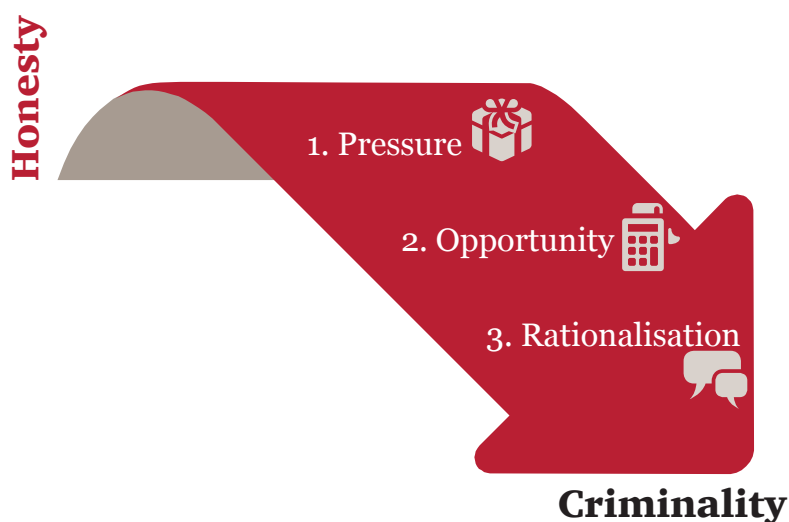 Honesty
1. Pressure
2. Opportunity
3. Rationalisation
Criminality